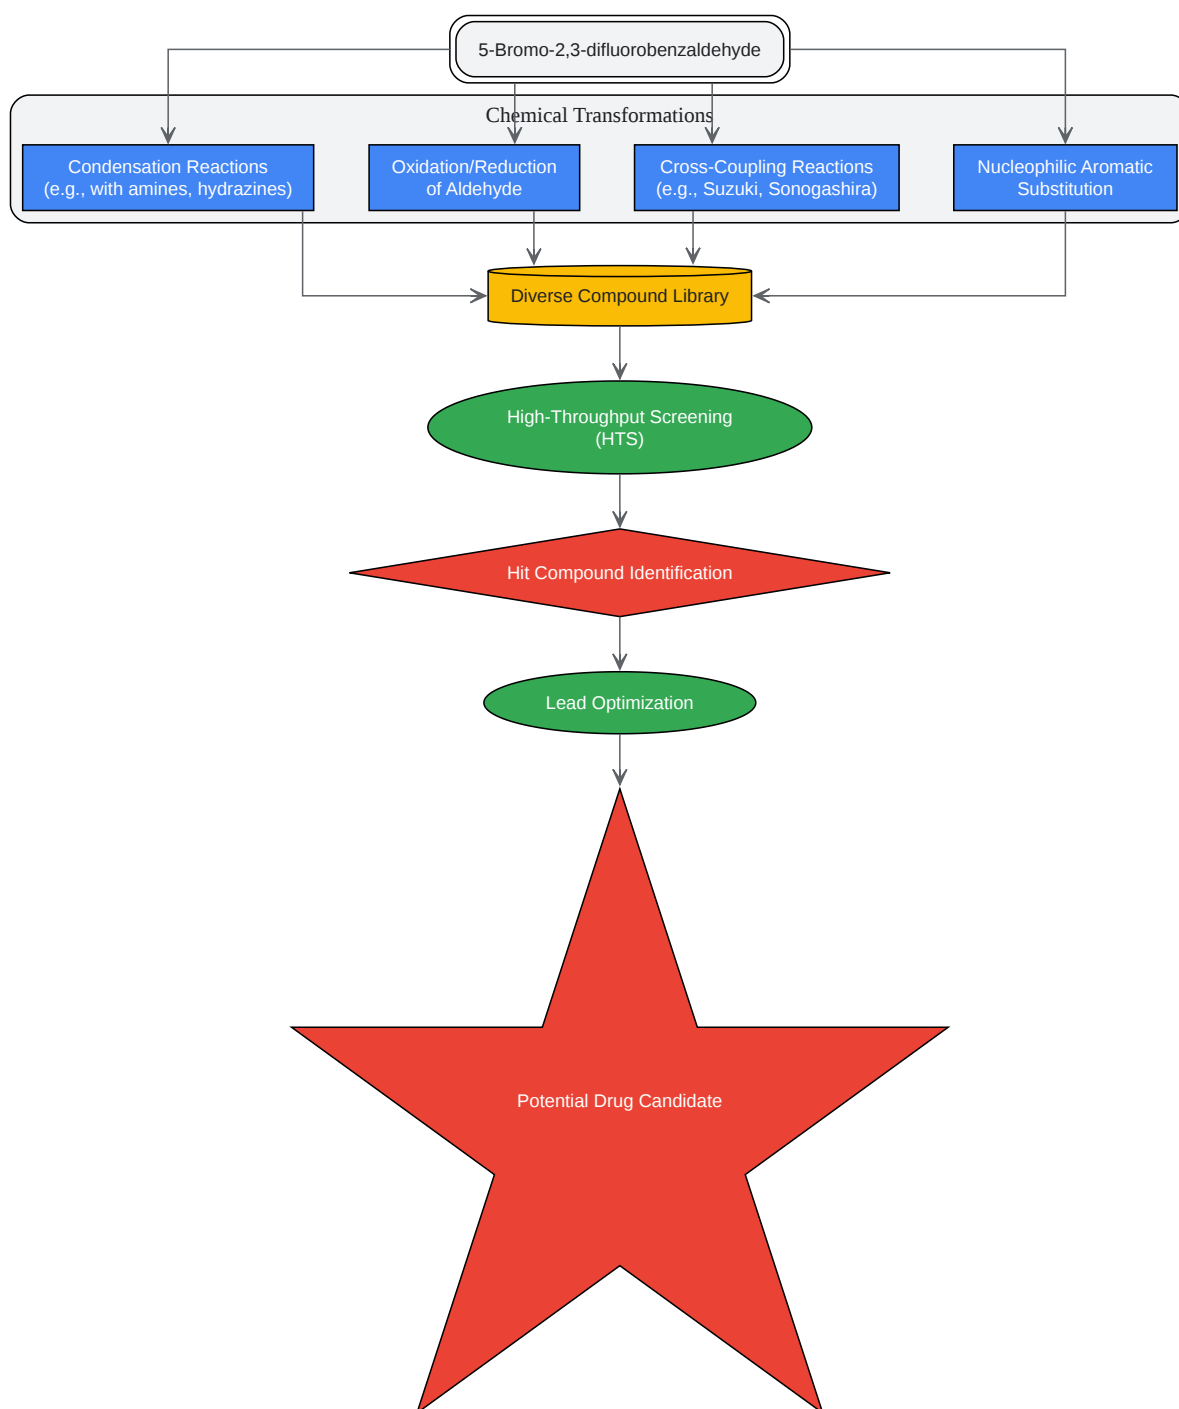 5-Bromo-2,3-difluorobenzaldehyde
Chemical Transformations
Condensation Reactions
(e.g., with amines, hydrazines)
Oxidation/Reduction
of Aldehyde
Cross-Coupling Reactions
(e.g., Suzuki, Sonogashira)
Nucleophilic Aromatic
Substitution
Diverse Compound Library
High-Throughput Screening
(HTS)
Hit Compound Identification
Lead Optimization
Potential Drug Candidate